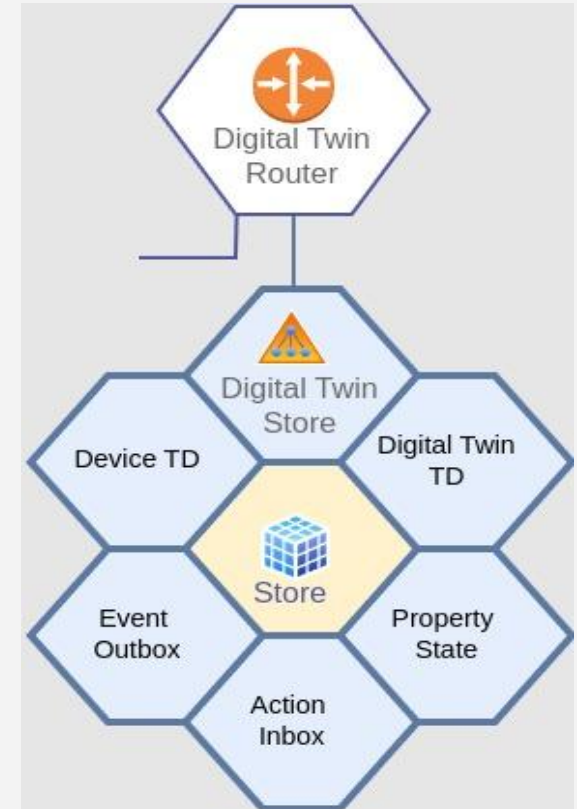 Digital Twin
Router
Digital Twin
Store
Device TD
Digital Twin
TD
Store
Event
Outbox
Property
State
Action
Inbox